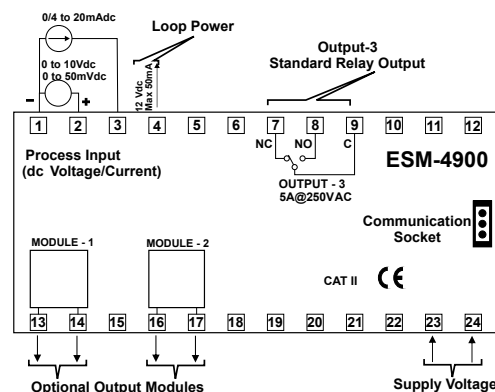 0/4 to 20mAdc
Loop Power
Output-3
Standard Relay Output
0 to 10Vdc
0 to 50mVdc
12 Vdc
Max 50mA
- +
1 2 3 4 5 6 7 8 9 10 11 12
NC NO C
Process Input
(dc Voltage/Current)
ESM-4900
OUTPUT - 3
5A@250VAC
Communication
Socket
MODULE - 1
MODULE - 2
CAT II CE
13 14 15 16 17 18 19 20 21 22 23 24
Optional Output Modules
Supply Voltage